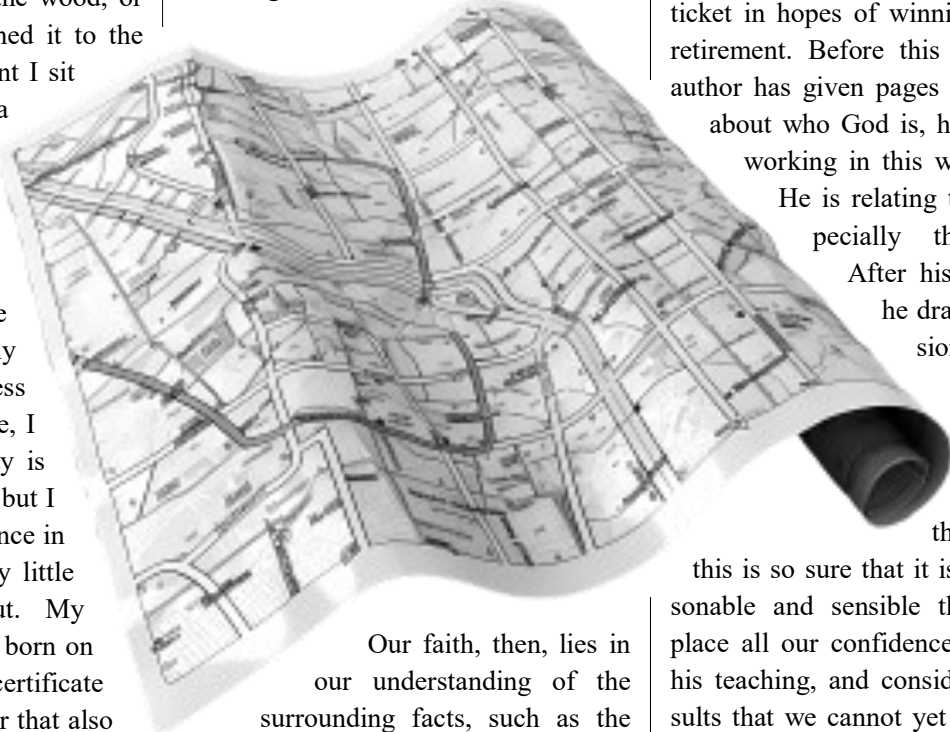 the wood, or
ned it to the
nt I sit
a
e
y
ess
e, I
y is
but I
nce in
y little
ut. My
born on
certificate
r that also
Our faith, then, lies in
our understanding of the
surrounding facts, such as the
ticket in hopes of winni
retirement. Before this
author has given pages
about who God is, h
working in this w
He is relating t
pecially th
After his
he dra
sion
th
this is so sure that it is
sonable and sensible th
place all our confidence
his teaching, and consid
sults that we cannot yet